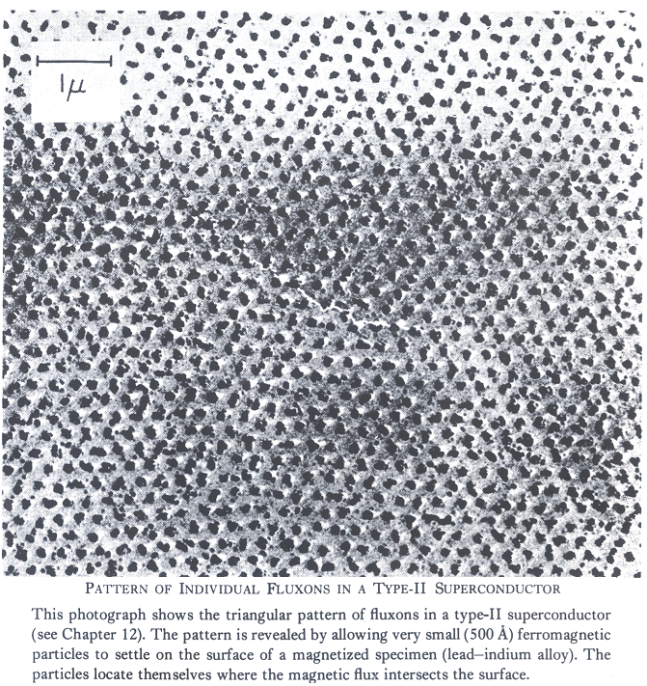 1μ
PATTERN OF INDIVIDUAL FLUXONS IN A TYPE-II SUPERCONDUCTOR
This photograph shows the triangular pattern of fluxons in a type-II superconductor
(see Chapter 12). The pattern is revealed by allowing very small (500 Å) ferromagnetic
particles to settle on the surface of a magnetized specimen (lead–indium alloy). The
particles locate themselves where the magnetic flux intersects the surface.